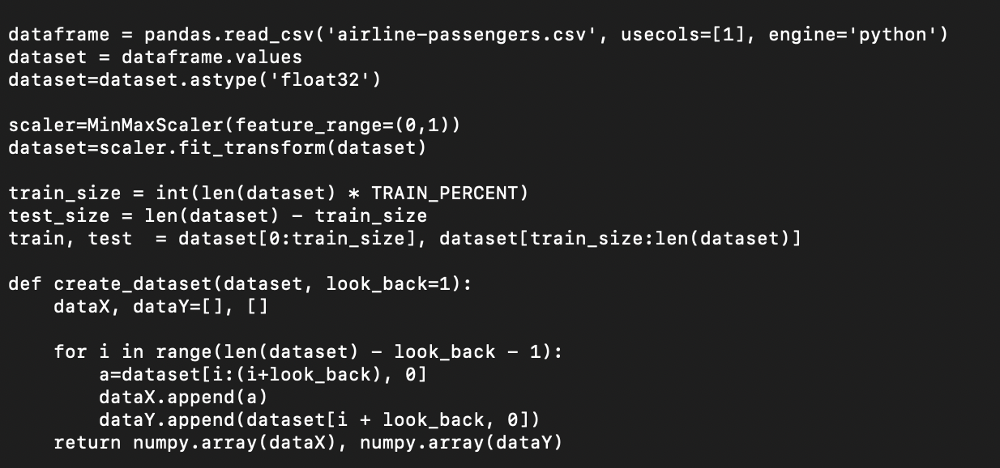 dataframe = pandas.read_csv('airline-passengers.csv', usecols=[1], engine='python')
dataset = dataframe.values
dataset=dataset.astype('float32')

scaler=MinMaxScaler(feature_range=(0,1))
dataset=scaler.fit_transform(dataset)

train_size = int(len(dataset) * TRAIN_PERCENT)
test_size = len(dataset) - train_size
train, test  = dataset[0:train_size], dataset[train_size:len(dataset)]

def create_dataset(dataset, look_back=1):
    dataX, dataY=[], []

    for i in range(len(dataset) - look_back - 1):
        a=dataset[i:(i+look_back), 0]
        dataX.append(a)
        dataY.append(dataset[i + look_back, 0])
    return numpy.array(dataX), numpy.array(dataY)